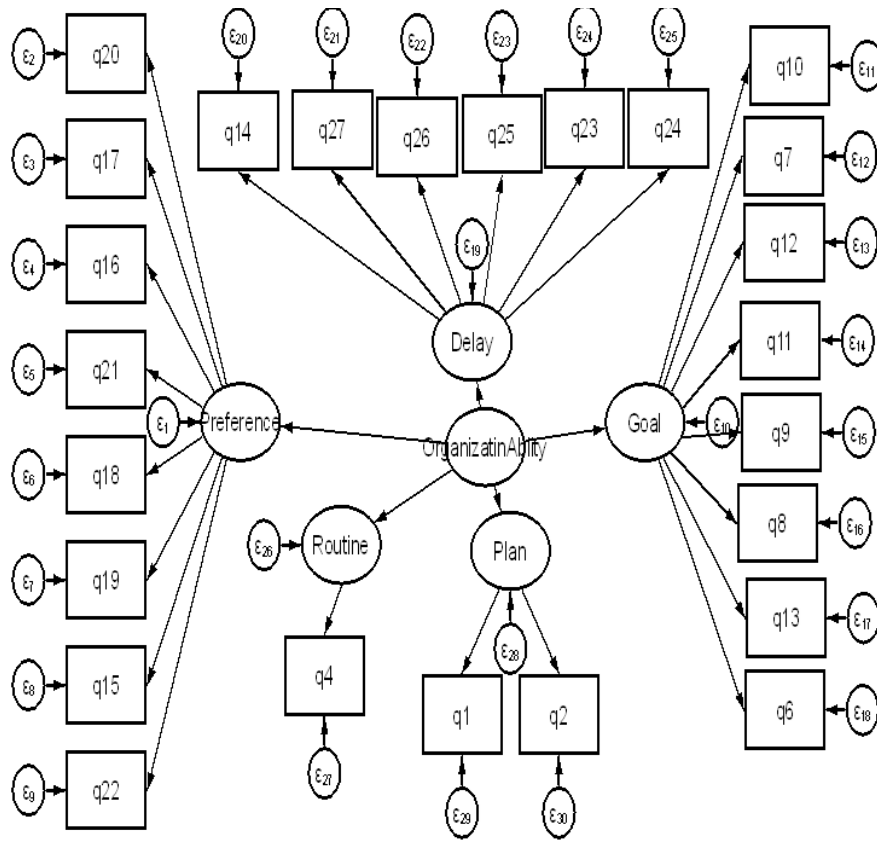 ε2 q20
ε3 q17
ε4 q16
ε5 q21
ε1 Preference
ε6 q18
ε7 q19
ε8 q15
ε9 q22
ε20 ε21 ε22 ε23 ε24 ε25
q14 q27 q26 q25 q23 q24
ε19
Delay
OrganizatinAblity
Routine
ε26
q4
ε27
Plan
ε28
q1 q2
ε29 ε30
Goal ε10
q10 ε11
q7 ε12
q12 ε13
q11 ε14
q9 ε15
q8 ε16
q13 ε17
q6 ε18